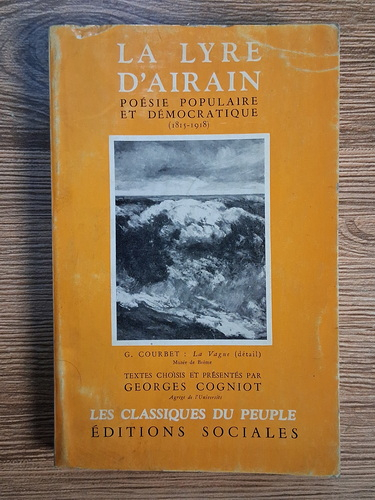 LA LYRE
D'AIRAIN
POÉSIE POPULAIRE
ET DÉMOCRATIQUE
(1815-1918)
G. COURBET : La Vague (détail)
Musée de Brême
TEXTES CHOISIS ET PRÉSENTÉS PAR
GEORGES COGNIOT
Agrégé de l'Université
LES CLASSIQUES DU PEUPLE
ÉDITIONS SOCIALES